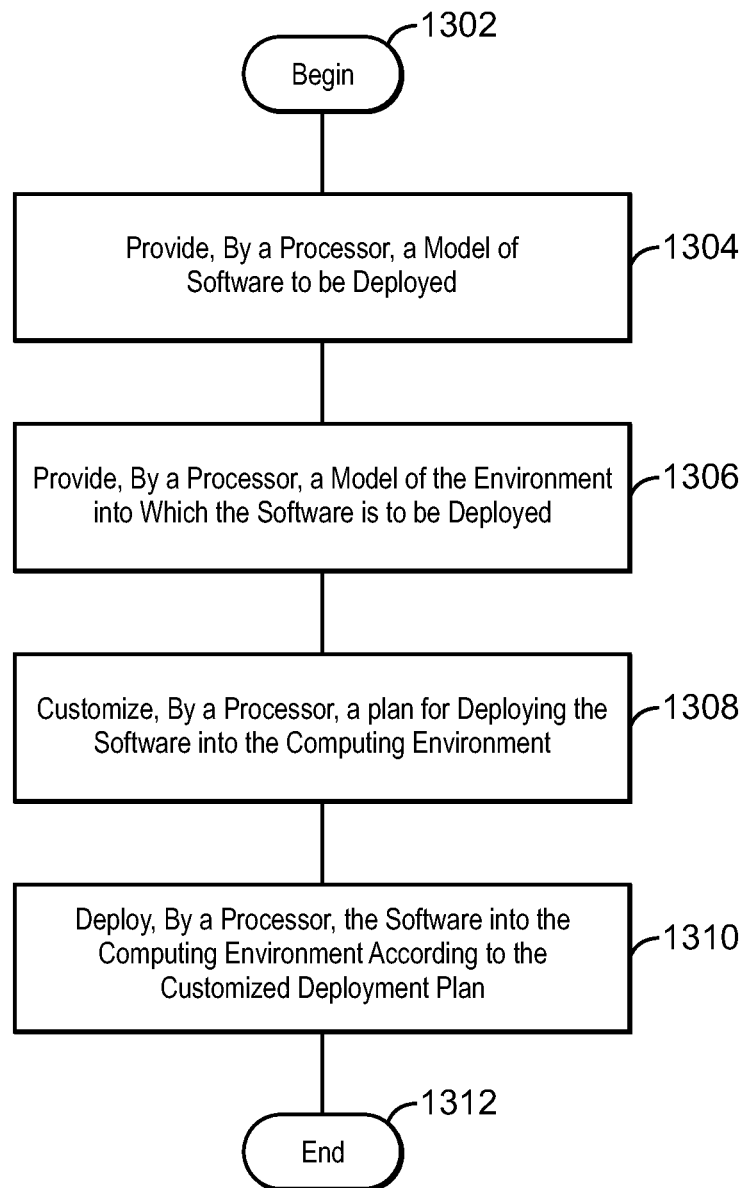 1302
Begin
Provide, By a Processor, a Model of
Software to be Deployed
1304
Provide, By a Processor, a Model of the Environment
into Which the Software is to be Deployed
1306
Customize, By a Processor, a plan for Deploying the
Software into the Computing Environment
1308
Deploy, By a Processor, the Software into the
Computing Environment According to the
Customized Deployment Plan
1310
1312
End